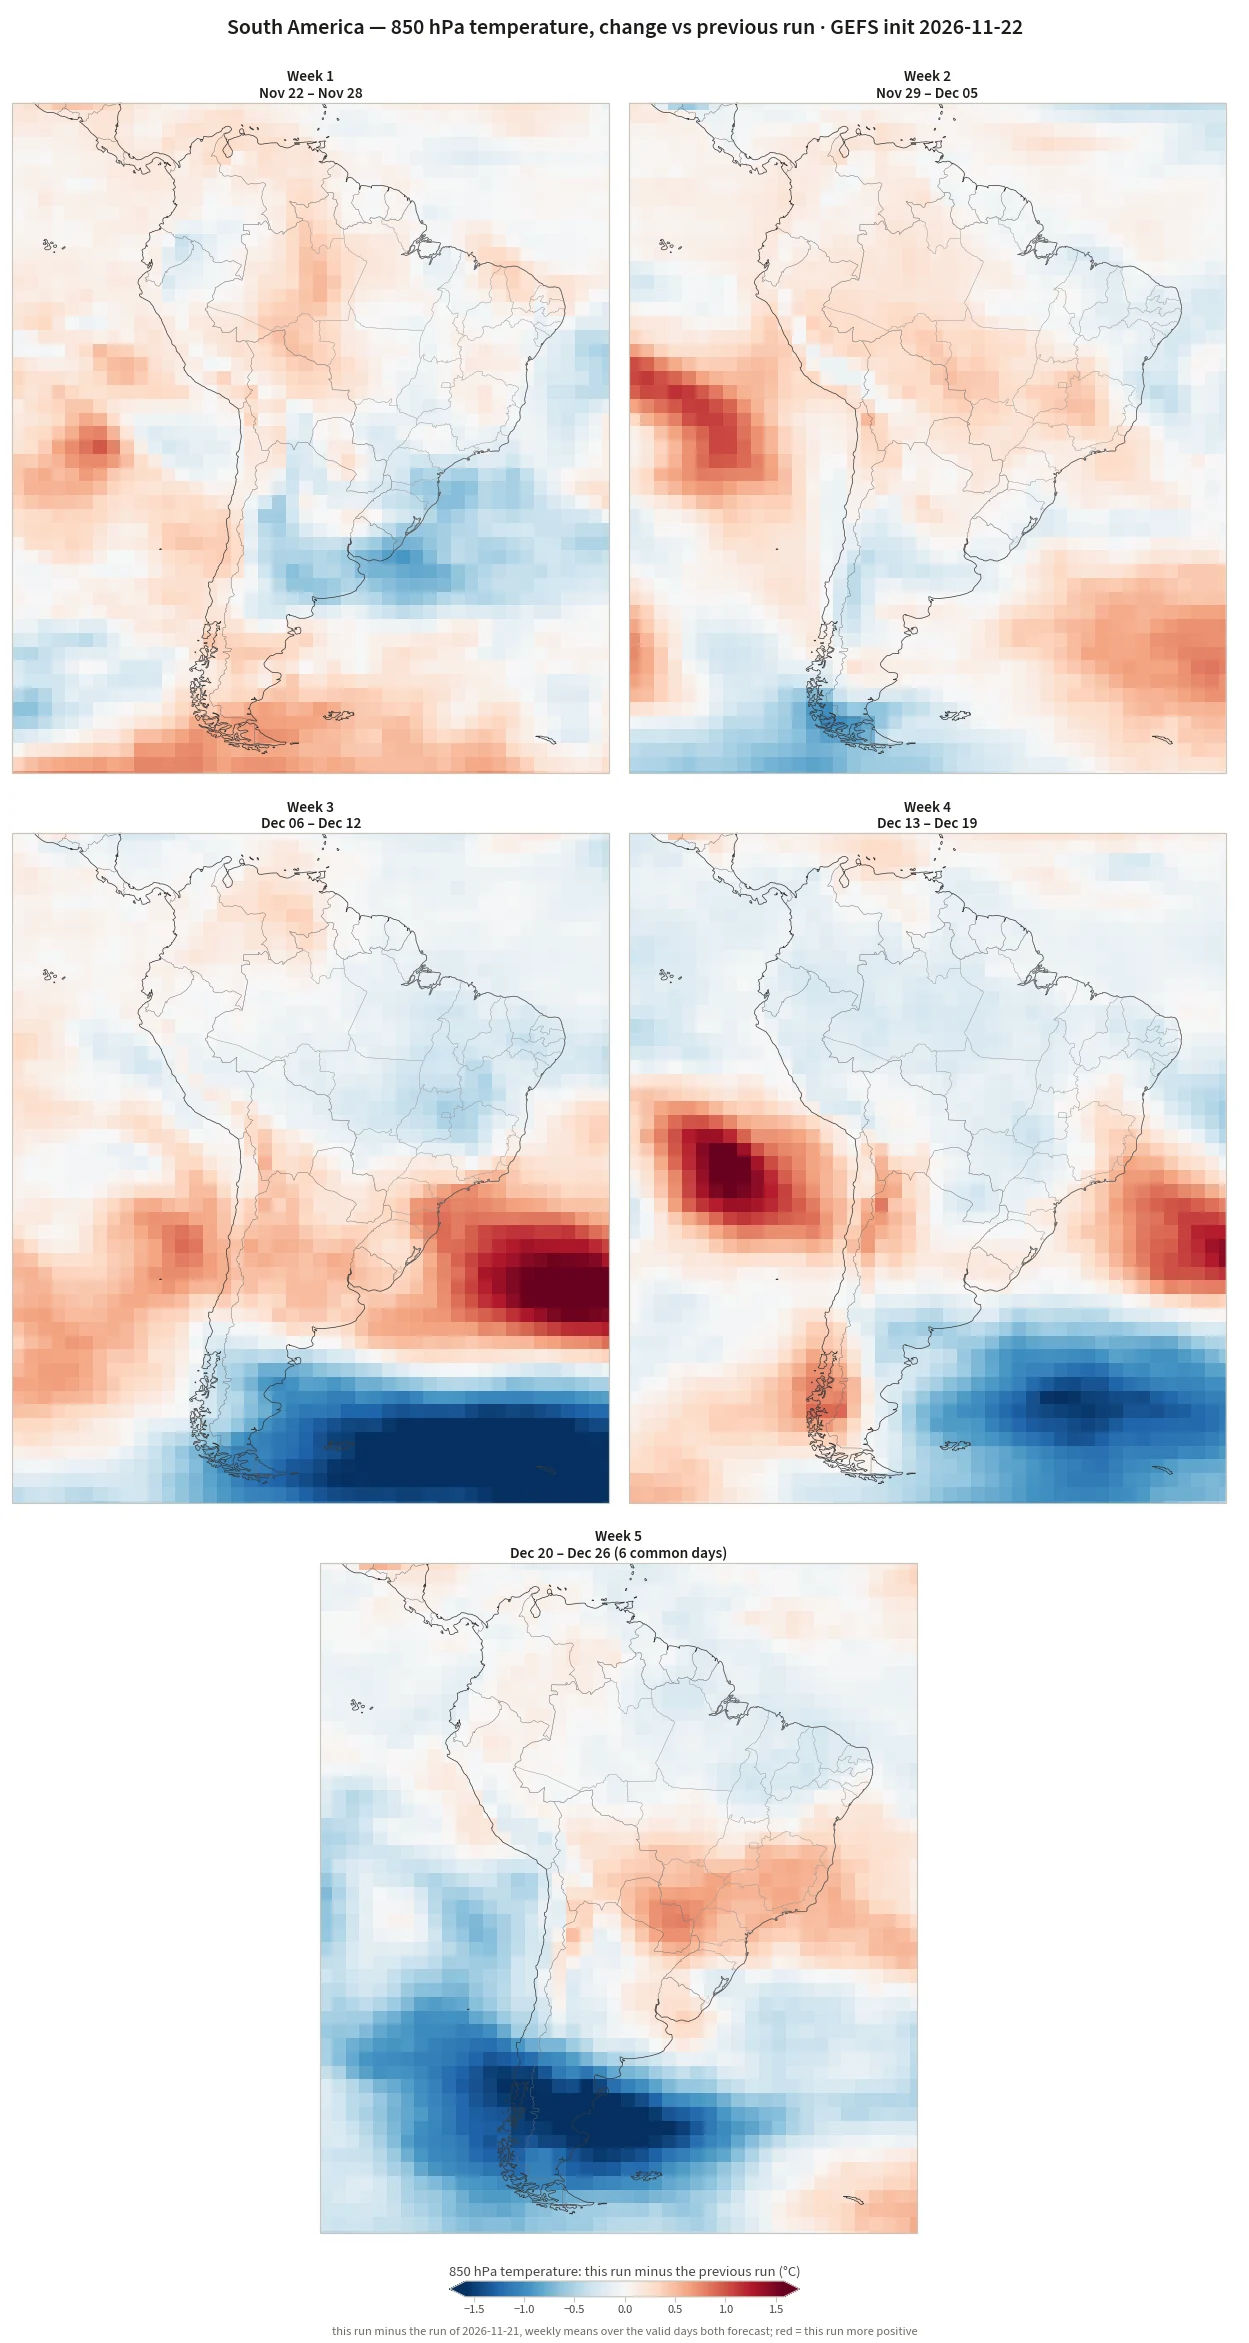 South America — 850 hPa temperature, change vs previous run · GEFS init 2026-11-22
Week 1
Nov 22 – Nov 28
Week 2
Nov 29 – Dec 05
Week 3
Dec 06 – Dec 12
Week 4
Dec 13 – Dec 19
Week 5
Dec 20 – Dec 26 (6 common days)
850 hPa temperature: this run minus the previous run (°C)
−1.5 −1.0 −0.5 0.0 0.5 1.0 1.5
this run minus the run of 2026-11-21, weekly means over the valid days both forecast; red = this run more positive